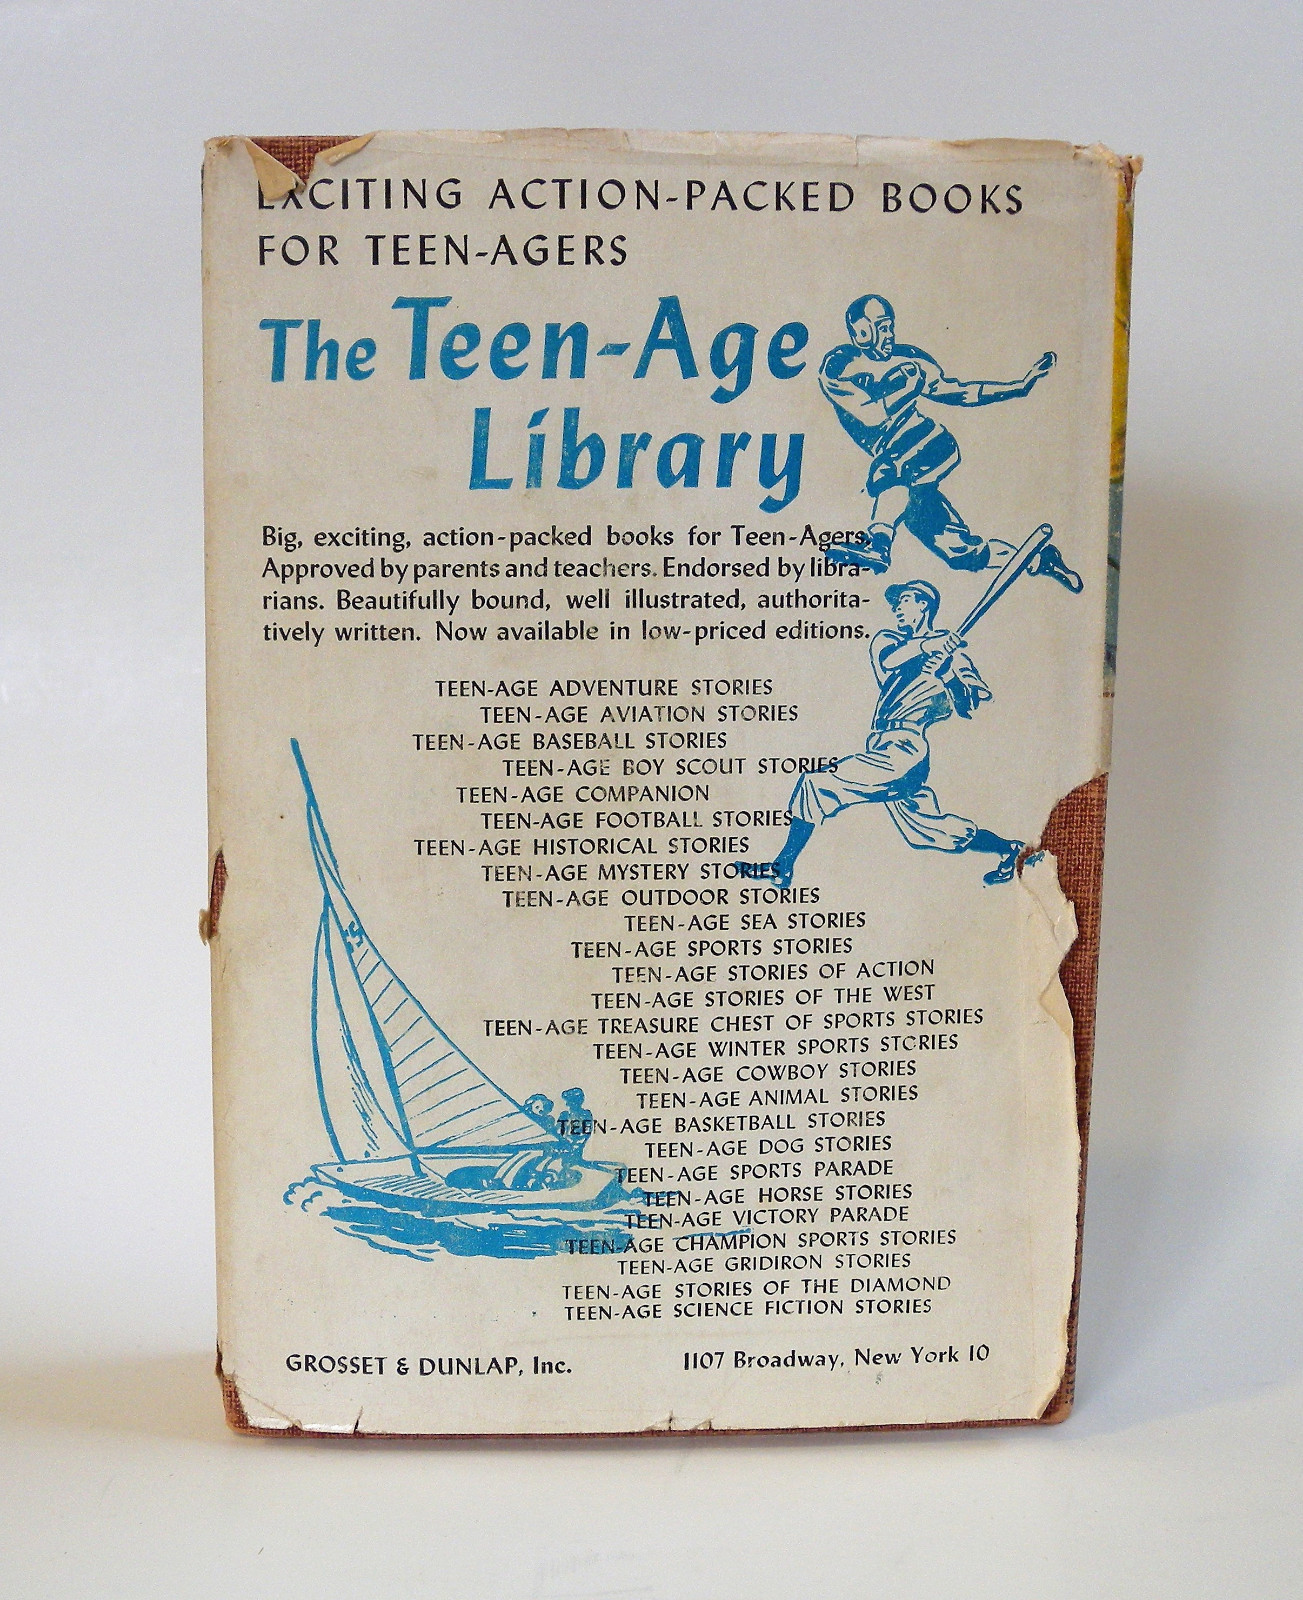 EXCITING ACTION-PACKED BOOKS
FOR TEEN-AGERS
The Teen-Age
Library
Big, exciting, action-packed books for Teen-Agers.
Approved by parents and teachers. Endorsed by libra-
rians. Beautifully bound, well illustrated, authorita-
tively written. Now available in low-priced editions.
TEEN-AGE ADVENTURE STORIES
TEEN-AGE AVIATION STORIES
TEEN-AGE BASEBALL STORIES
TEEN-AGE BOY SCOUT STORIES
TEEN-AGE COMPANION
TEEN-AGE FOOTBALL STORIES
TEEN-AGE HISTORICAL STORIES
TEEN-AGE MYSTERY STORIES
TEEN-AGE OUTDOOR STORIES
TEEN-AGE SEA STORIES
TEEN-AGE SPORTS STORIES
TEEN-AGE STORIES OF ACTION
TEEN-AGE STORIES OF THE WEST
TEEN-AGE TREASURE CHEST OF SPORTS STORIES
TEEN-AGE WINTER SPORTS STORIES
TEEN-AGE COWBOY STORIES
TEEN-AGE ANIMAL STORIES
TEEN-AGE BASKETBALL STORIES
TEEN-AGE DOG STORIES
TEEN-AGE SPORTS PARADE
TEEN-AGE HORSE STORIES
TEEN-AGE VICTORY PARADE
TEEN-AGE CHAMPION SPORTS STORIES
TEEN-AGE GRIDIRON STORIES
TEEN-AGE STORIES OF THE DIAMOND
TEEN-AGE SCIENCE FICTION STORIES
GROSSET & DUNLAP, Inc. 1107 Broadway, New York 10